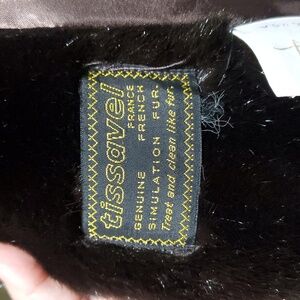 tissavel
FRANCE
GENUINE FRENCH
SIMULATION FUR.
Treat and clean like fur.